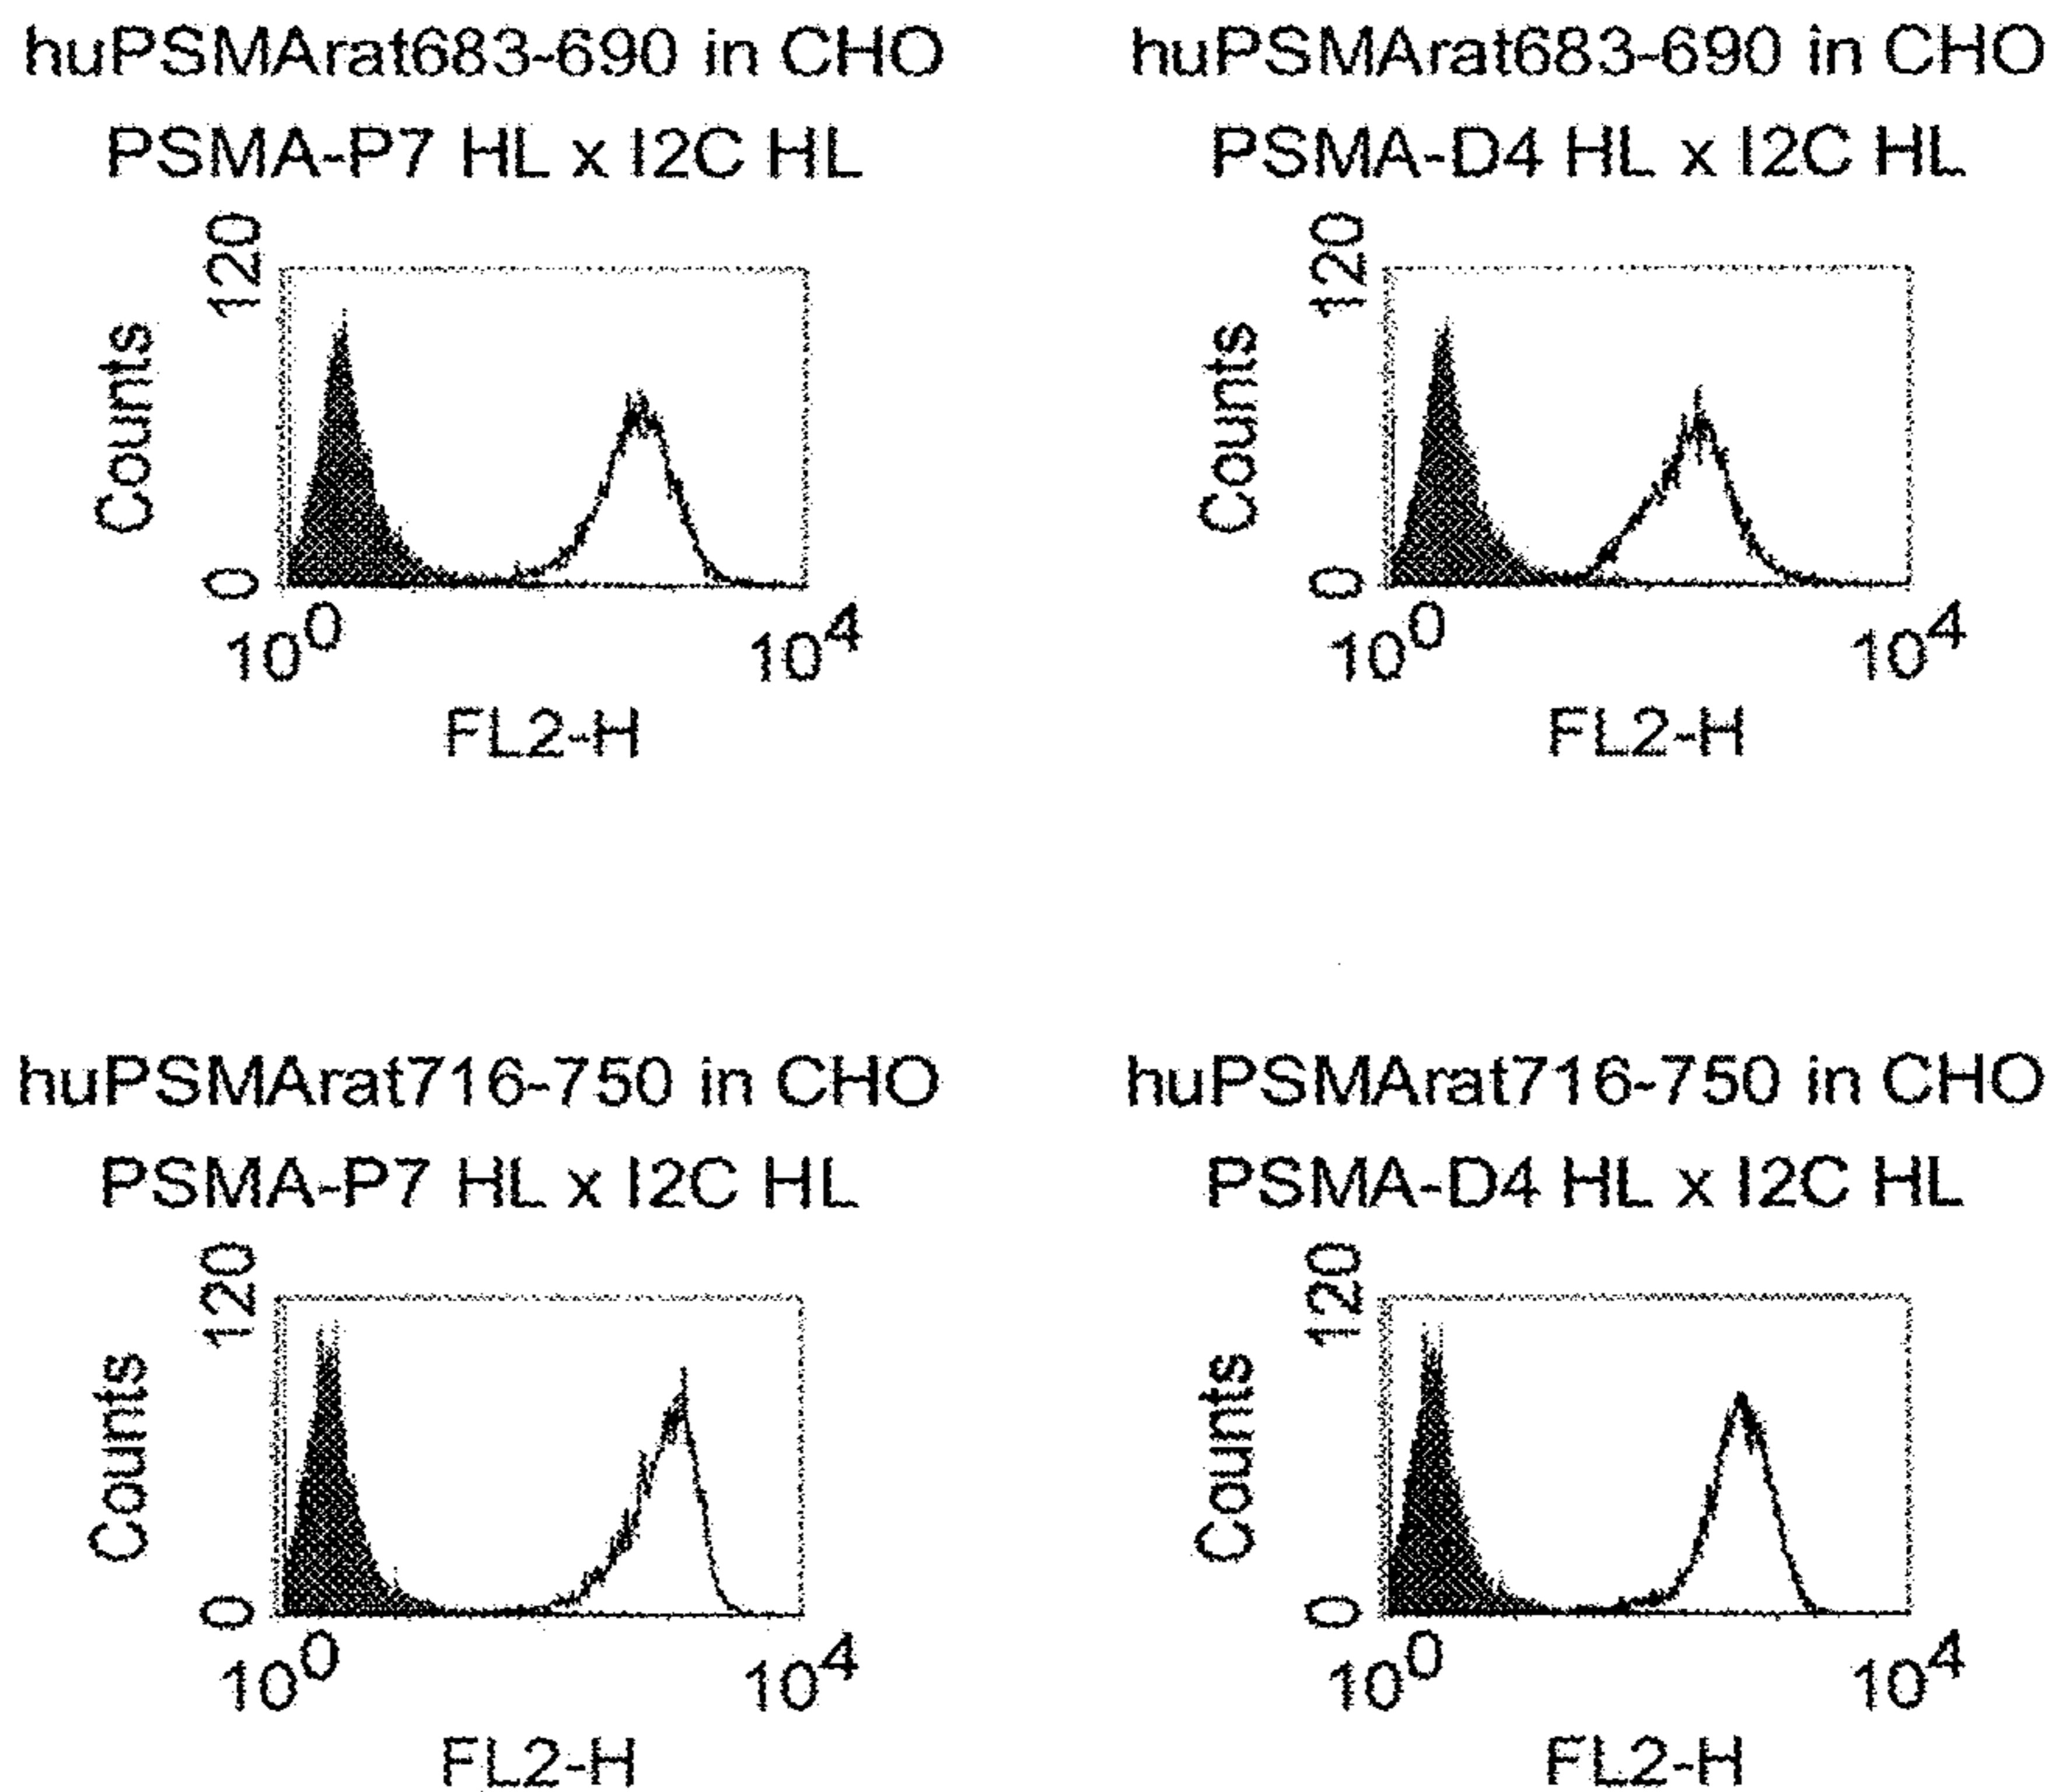 huPSMArat683-690 in CHO
PSMA-P7 HL x I2C HL
120
Counts
0
10^0
10^4
FL2-H
huPSMArat683-690 in CHO
PSMA-D4 HL x I2C HL
120
Counts
0
10^0
10^4
FL2-H
huPSMArat716-750 in CHO
PSMA-P7 HL x I2C HL
120
Counts
0
10^0
10^4
FL2-H
huPSMArat716-750 in CHO
PSMA-D4 HL x I2C HL
120
Counts
0
10^0
10^4
FL2-H